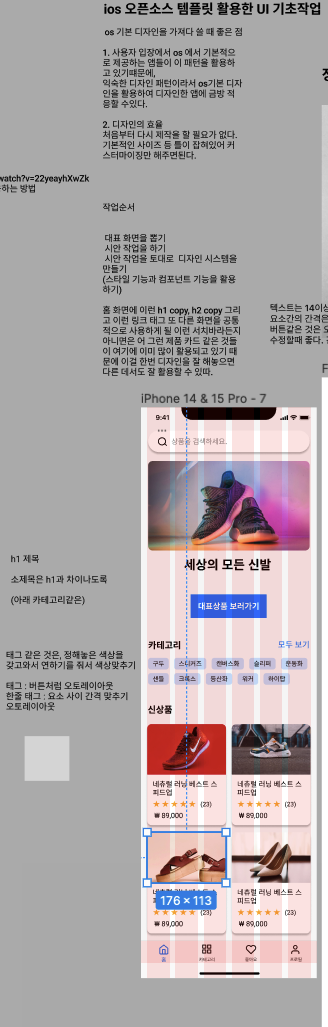 ios 오픈소스 템플릿 활용한 UI 기초작업
os 기본 디자인을 가져다 쓸 때 좋은 점
1. 사용자 입장에서 os 에서 기본적으
로 제공하는 앱들이 이 패턴을 활용하
고 있기때문에,
익숙한 디자인 패턴이라서 os기본 디자
인을 활용하여 디자인한 앱에 금방 적
응할 수있다.
2. 디자인의 효율
처음부터 다시 제작을 할 필요가 없다.
기본적인 사이즈 등 틀이 잡혀있어 커
스터마이징만 해주면된다.
watch?v=22yeayhXwZk
하는 방법
작업순서
대표 화면을 뽑기
시안 작업을 하기
시안 작업을 토대로 디자인 시스템을
만들기
(스타일 기능과 컴포넌트 기능을 활용
하기)
홈 화면에 이런 h1 copy, h2 copy 그리
고 이런 링크 태그 또 다른 화면을 공통
적으로 사용하게 될 이런 서치바라든지
아니면은 어 그런 제품 카드 같은 것들
이 여기에 이미 많이 활용되고 있기 때
문에 이걸 한번 디자인을 잘 해놓으면
다른 데서도 잘 활용할 수 있따.
텍스트는 14이상
요소간의 간격은
버튼같은 것은
수정할때 좋다.
iPhone 14 & 15 Pro - 7
9:41
상품을 검색하세요.
세상의 모든 신발
대표상품 보러가기
h1 제목
소제목은 h1과 차이나도록
(아래 카테고리같은)
카테고리
모두 보기
구두
스니커즈
캔버스화
슬리퍼
운동화
샌들
크록스
등산화
워커
하이탑
태그 같은 것은, 정해놓은 색상을
갖고와서 연하기를 줘서 색상맞추기
태그 : 버튼처럼 오토레이아웃
한줄 태그 : 요소 사이 간격 맞추기
오토레이아웃
신상품
네츄럴 러닝 베스트 스
피드업
(23)
₩ 89,000
네츄럴 러닝 베스트 스
피드업
(23)
₩ 89,000
176 × 113
(23)
₩ 89,000
네츄럴 러닝 베스트 스
피드업
(23)
₩ 89,000
홈
카테고리
좋아요
프로필